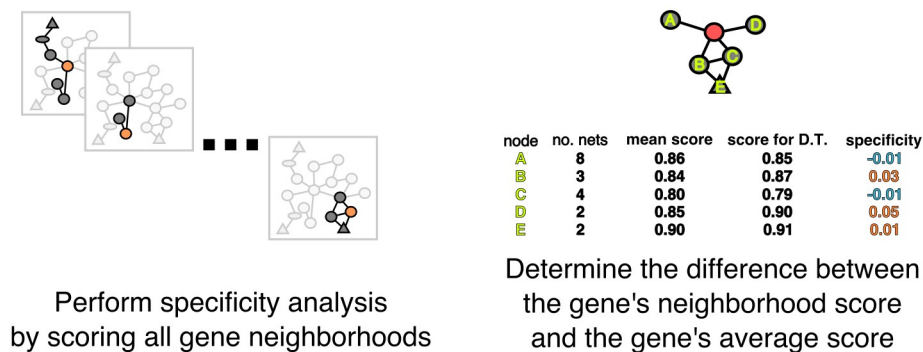 A
D
B
C
E
node no. nets mean score score for D.T. specificity
A 8 0.86 0.85 -0.01
B 3 0.84 0.87 0.03
C 4 0.80 0.79 -0.01
D 2 0.85 0.90 0.05
E 2 0.90 0.91 0.01
Perform specificity analysis
by scoring all gene neighborhoods
Determine the difference between
the gene's neighborhood score
and the gene's average score